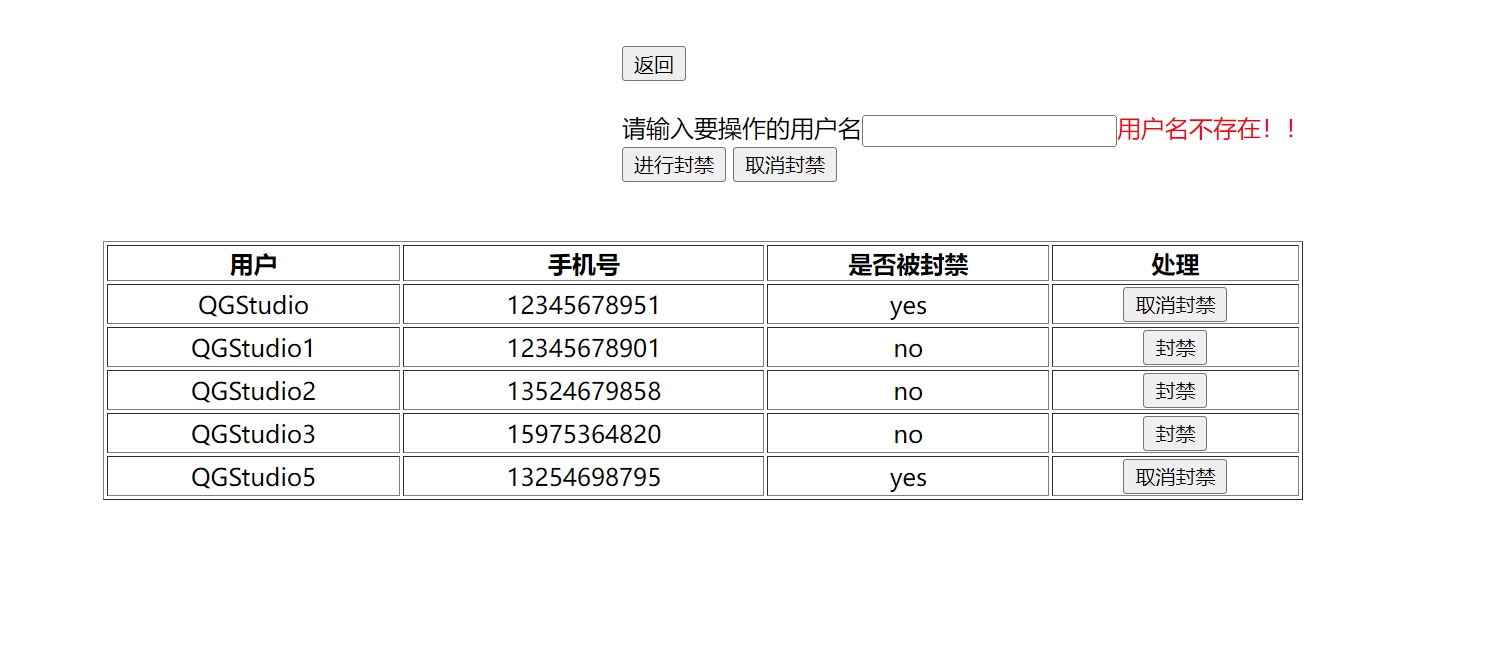 返回
请输入要操作的用户名用户名不存在！！
进行封禁 取消封禁
用户 手机号 是否被封禁 处理
QGStudio 12345678951 yes 取消封禁
QGStudio1 12345678901 no 封禁
QGStudio2 13524679858 no 封禁
QGStudio3 15975364820 no 封禁
QGStudio5 13254698795 yes 取消封禁